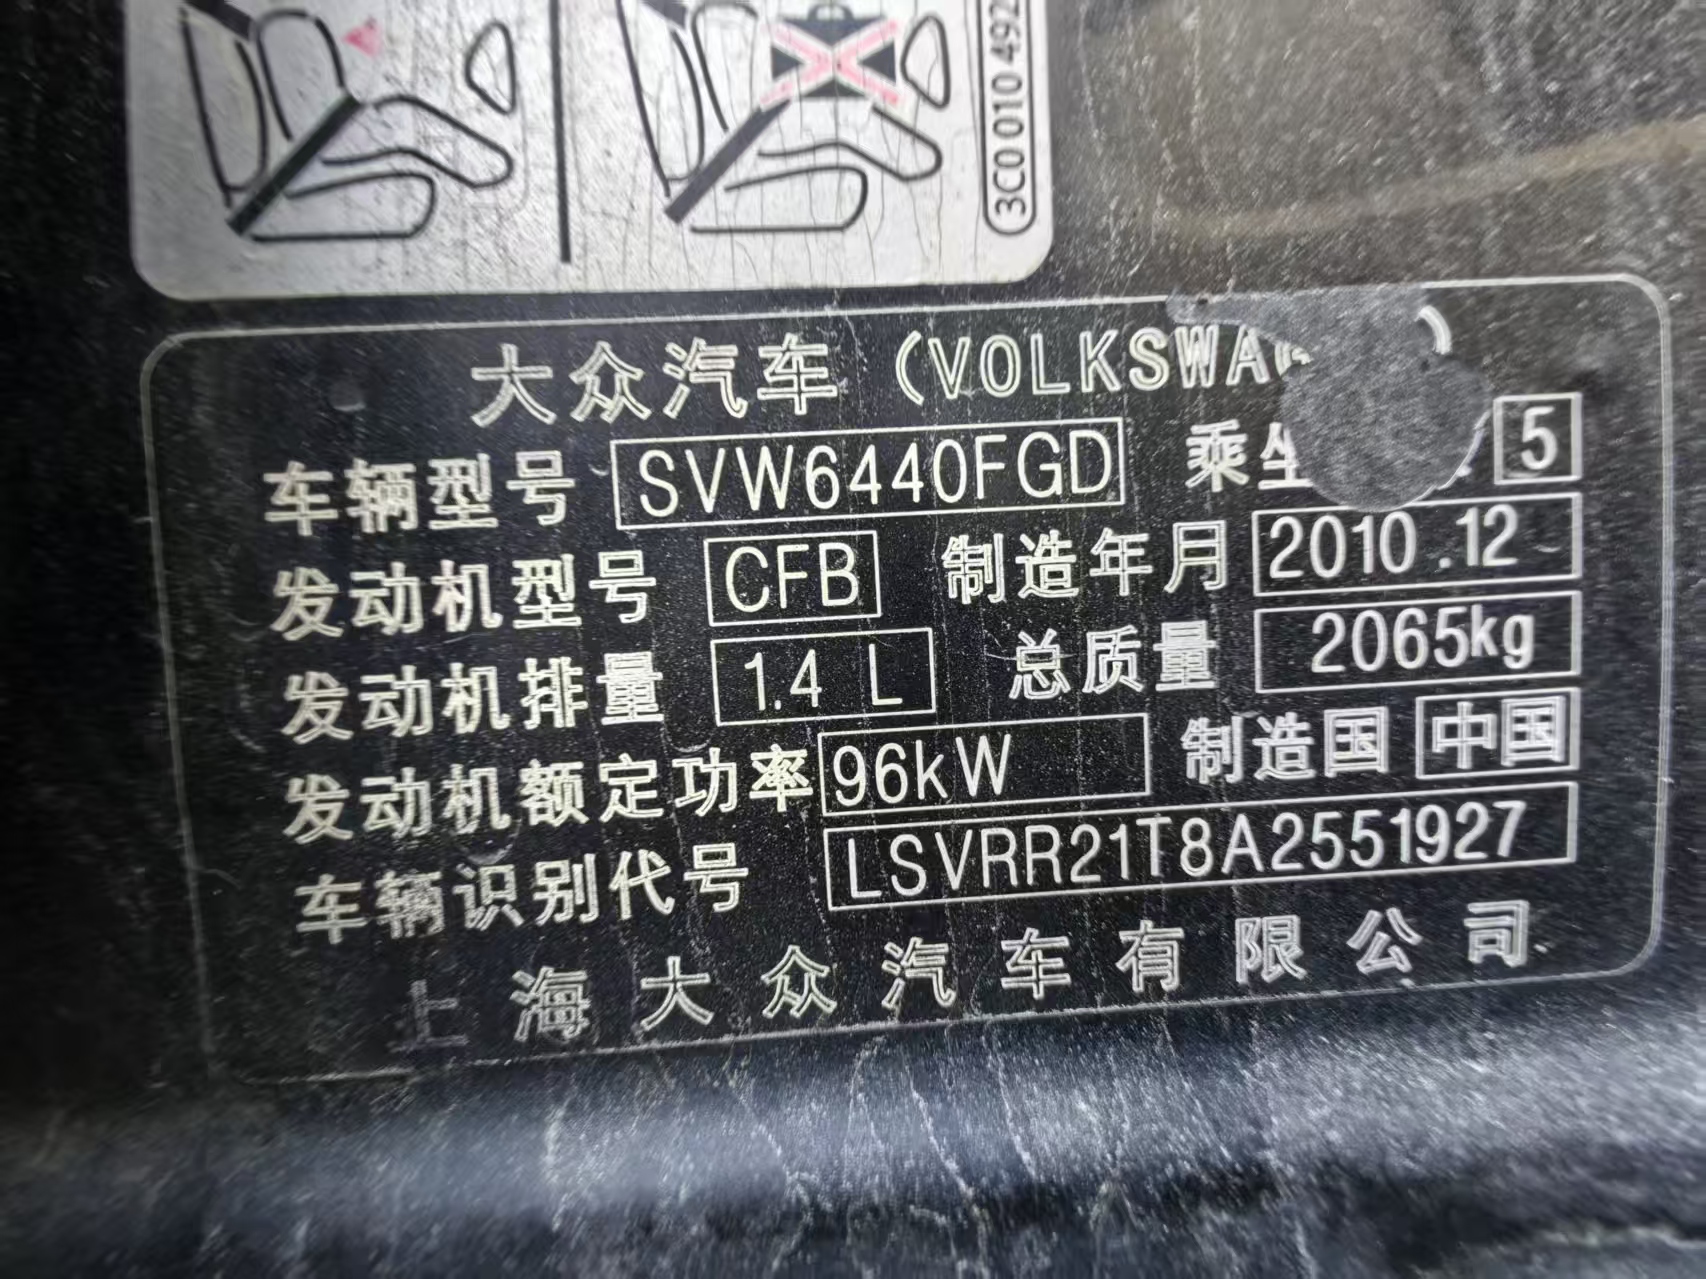 3C0 010 492
大众汽车 (VOLKSWA
车辆型号 SVW6440FGD 乘坐 5
发动机型号 CFB 制造年月 2010.12
发动机排量 1.4 L 总质量 2065kg
发动机额定功率 96kW 制造国 中国
车辆识别代号 LSVRR21T8A2551927
上海大众汽车有限公司